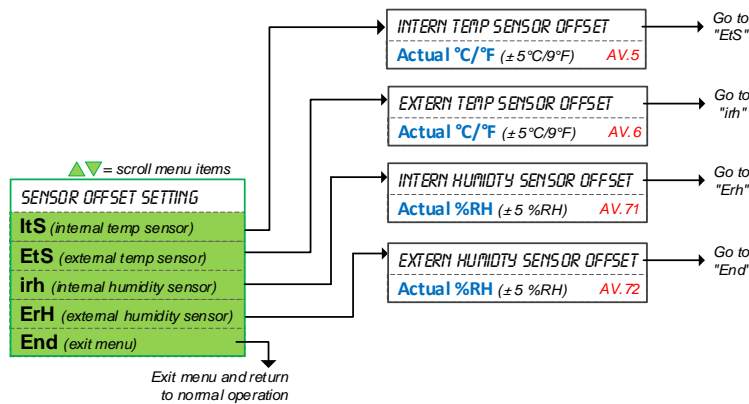 INTERN TEMP SENSOR OFFSET
Actual °C/°F (±5°C/9°F) AV.5
Go to
"EtS"
EXTERN TEMP SENSOR OFFSET
Actual °C/°F (±5°C/9°F) AV.6
Go to
"irh"
INTERN HUMIDTY SENSOR OFFSET
Actual %RH (±5 %RH) AV.71
Go to
"Erh"
EXTERN HUMIDTY SENSOR OFFSET
Actual %RH (±5 %RH) AV.72
Go to
"End"
= scroll menu items
SENSOR OFFSET SETTING
ItS (internal temp sensor)
EtS (external temp sensor)
irh (internal humidity sensor)
ErH (external humidity sensor)
End (exit menu)
Exit menu and return
to normal operation